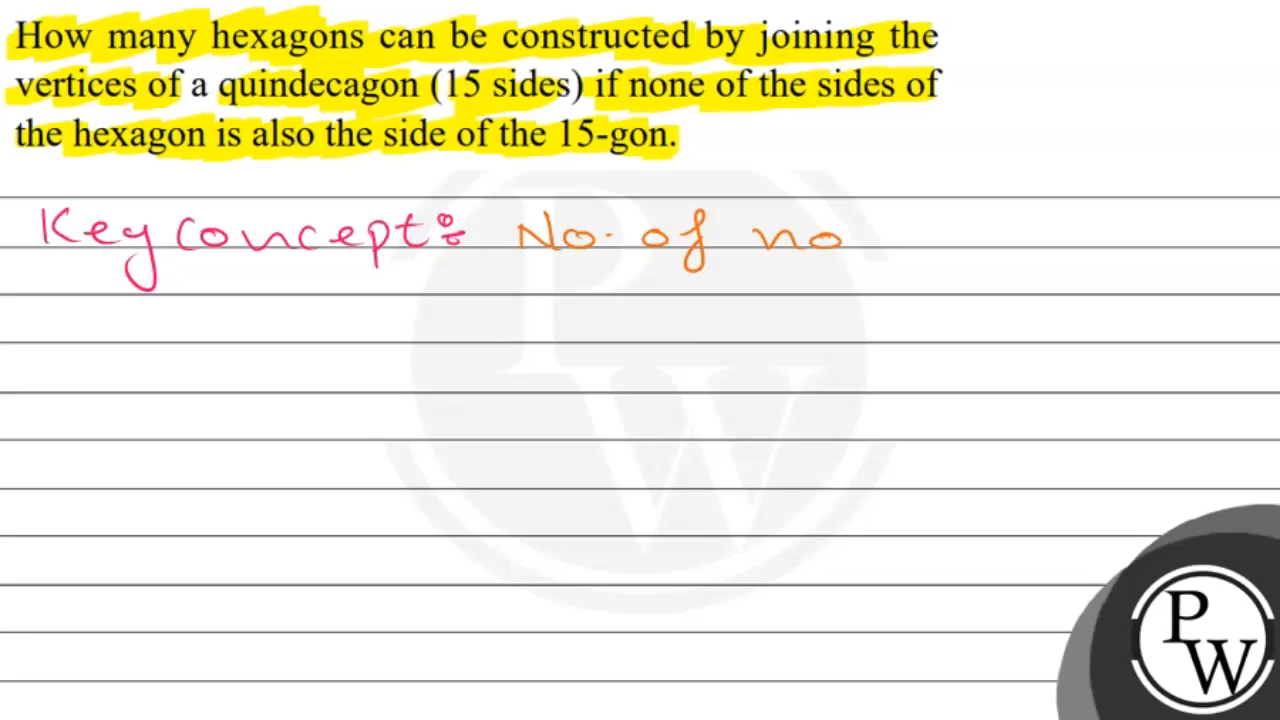 How many hexagons can be constructed by joining the
vertices of a quindecagon (15 sides) if none of the sides of
the hexagon is also the side of the 15-gon.
Key concept: No. of no
P
W
P
W